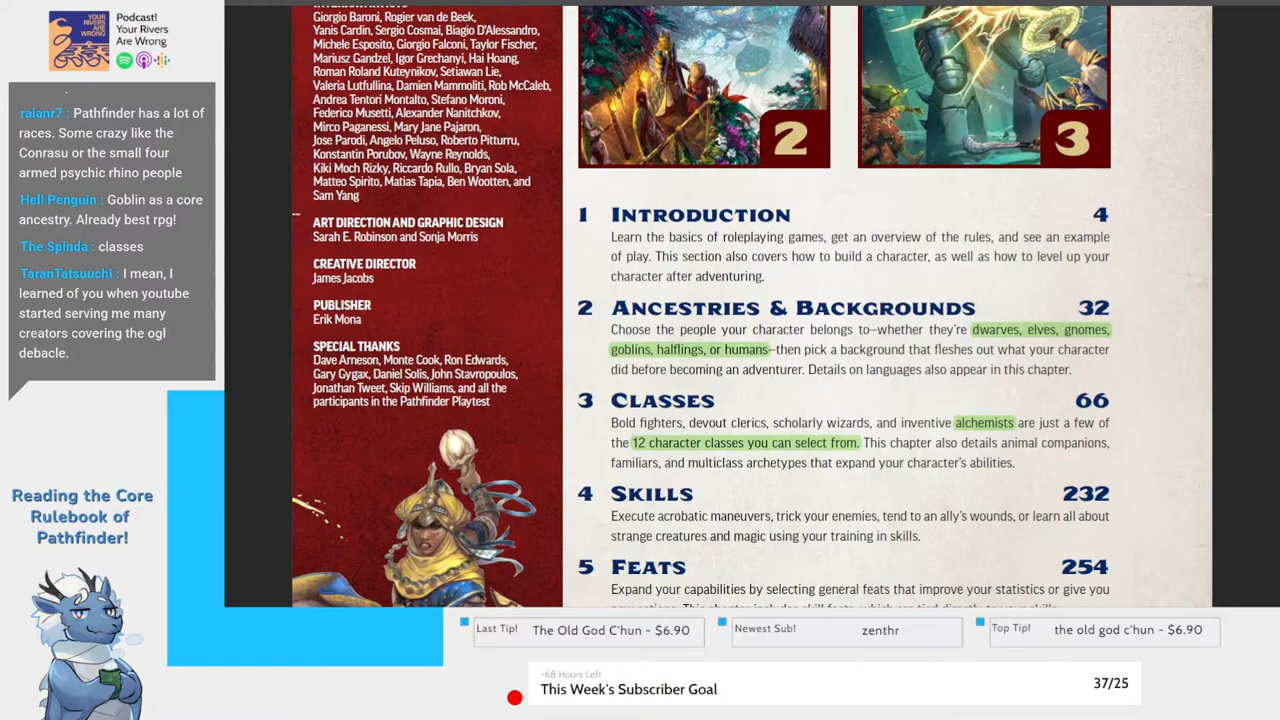 Podcast!
Your Rivers
Are Wrong
YOUR
RIVERS
ARE
WRONG
ralanr7 : Pathfinder has a lot of
races. Some crazy like the
Conrasu or the small four
armed psychic rhino people
Hell Penguin : Goblin as a core
ancestry. Already best rpg!
The Spinda : classes
TaranTatsuuchi : I mean, I
learned of you when youtube
started serving me many
creators covering the ogl
debacle.
Reading the Core
Rulebook of
Pathfinder!
Giorgio Baroni, Rogier van de Beek,
Yanis Cardin, Sergio Cosmai, Biagio D'Alessandro,
Michele Esposito, Giorgio Falconi, Taylor Fischer,
Mariusz Gandzel, Igor Grechanyi, Hai Hoang,
Roman Roland Kuteynikov, Setiawan Lie,
Valeria Lutfullina, Damien Mammoliti, Rob McCaleb,
Andrea Tentori Montalto, Stefano Moroni,
Federico Musetti, Alexander Nanitchkov,
Mirco Paganessi, Mary Jane Pajaron,
Jose Parodi, Angelo Peluso, Roberto Pitturru,
Konstantin Porubov, Wayne Reynolds,
Kiki Moch Rizky, Riccardo Rullo, Bryan Sola,
Matteo Spirito, Matias Tapia, Ben Wootten, and
Sam Yang
ART DIRECTION AND GRAPHIC DESIGN
Sarah E. Robinson and Sonja Morris
CREATIVE DIRECTOR
James Jacobs
PUBLISHER
Erik Mona
SPECIAL THANKS
Dave Arneson, Monte Cook, Ron Edwards,
Gary Gygax, Daniel Solis, John Stavropoulos,
Jonathan Tweet, Skip Williams, and all the
participants in the Pathfinder Playtest
2
3
1 INTRODUCTION 4
Learn the basics of roleplaying games, get an overview of the rules, and see an example
of play. This section also covers how to build a character, as well as how to level up your
character after adventuring.
2 ANCESTRIES & BACKGROUNDS 32
Choose the people your character belongs to—whether they're dwarves, elves, gnomes,
goblins, halflings, or humans—then pick a background that fleshes out what your character
did before becoming an adventurer. Details on languages also appear in this chapter.
3 CLASSES 66
Bold fighters, devout clerics, scholarly wizards, and inventive alchemists are just a few of
the 12 character classes you can select from. This chapter also details animal companions,
familiars, and multiclass archetypes that expand your character's abilities.
4 SKILLS 232
Execute acrobatic maneuvers, trick your enemies, tend to an ally's wounds, or learn all about
strange creatures and magic using your training in skills.
5 FEATS 254
Expand your capabilities by selecting general feats that improve your statistics or give you
Last Tip! The Old God C'hun - $6.90
Newest Sub! zenthr
Top Tip! the old god c'hun - $6.90
~68 Hours Left
This Week's Subscriber Goal 37/25